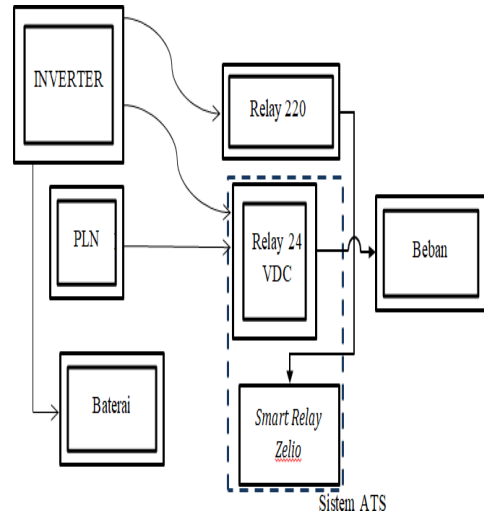 INVERTER
Relay 220
PLN
Relay 24
VDC
Beban
Baterai
Smart Relay
Zelio
Sistem ATS